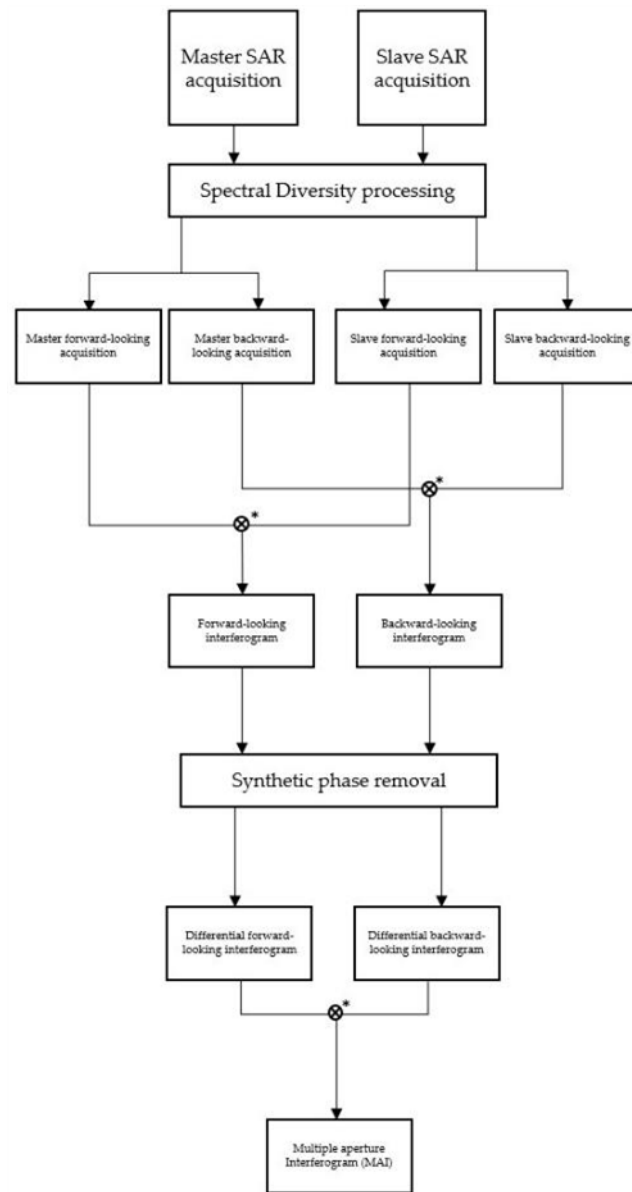 Master SAR
acquisition
Slave SAR
acquisition
Spectral Diversity processing
Master forward-looking
acquisition
Master backward-
looking acquisition
Slave forward-looking
acquisition
Slave backward-looking
acquisition
*
*
Forward-looking
interferogram
Backward-looking
interferogram
Synthetic phase removal
Differential forward-
looking interferogram
Differential backward-
looking interferogram
*
Multiple aperture
Interferogram (MAI)